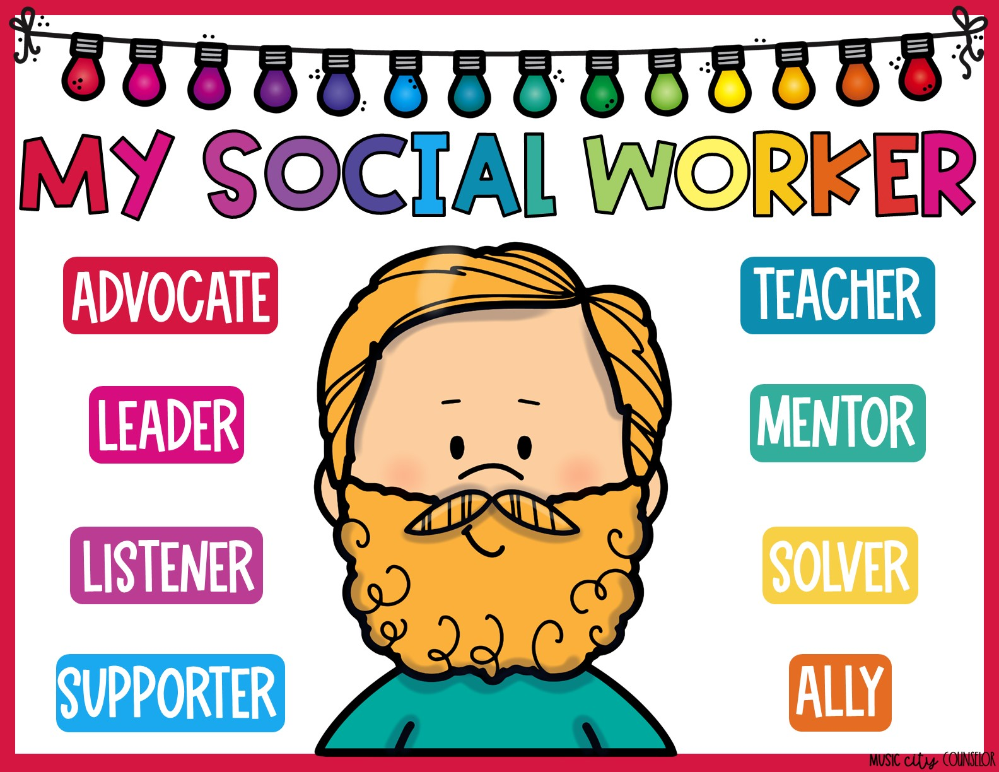 MY SOCIAL WORKER
ADVOCATE
LEADER
LISTENER
SUPPORTER
TEACHER
MENTOR
SOLVER
ALLY
MUSIC city COUNSELOR